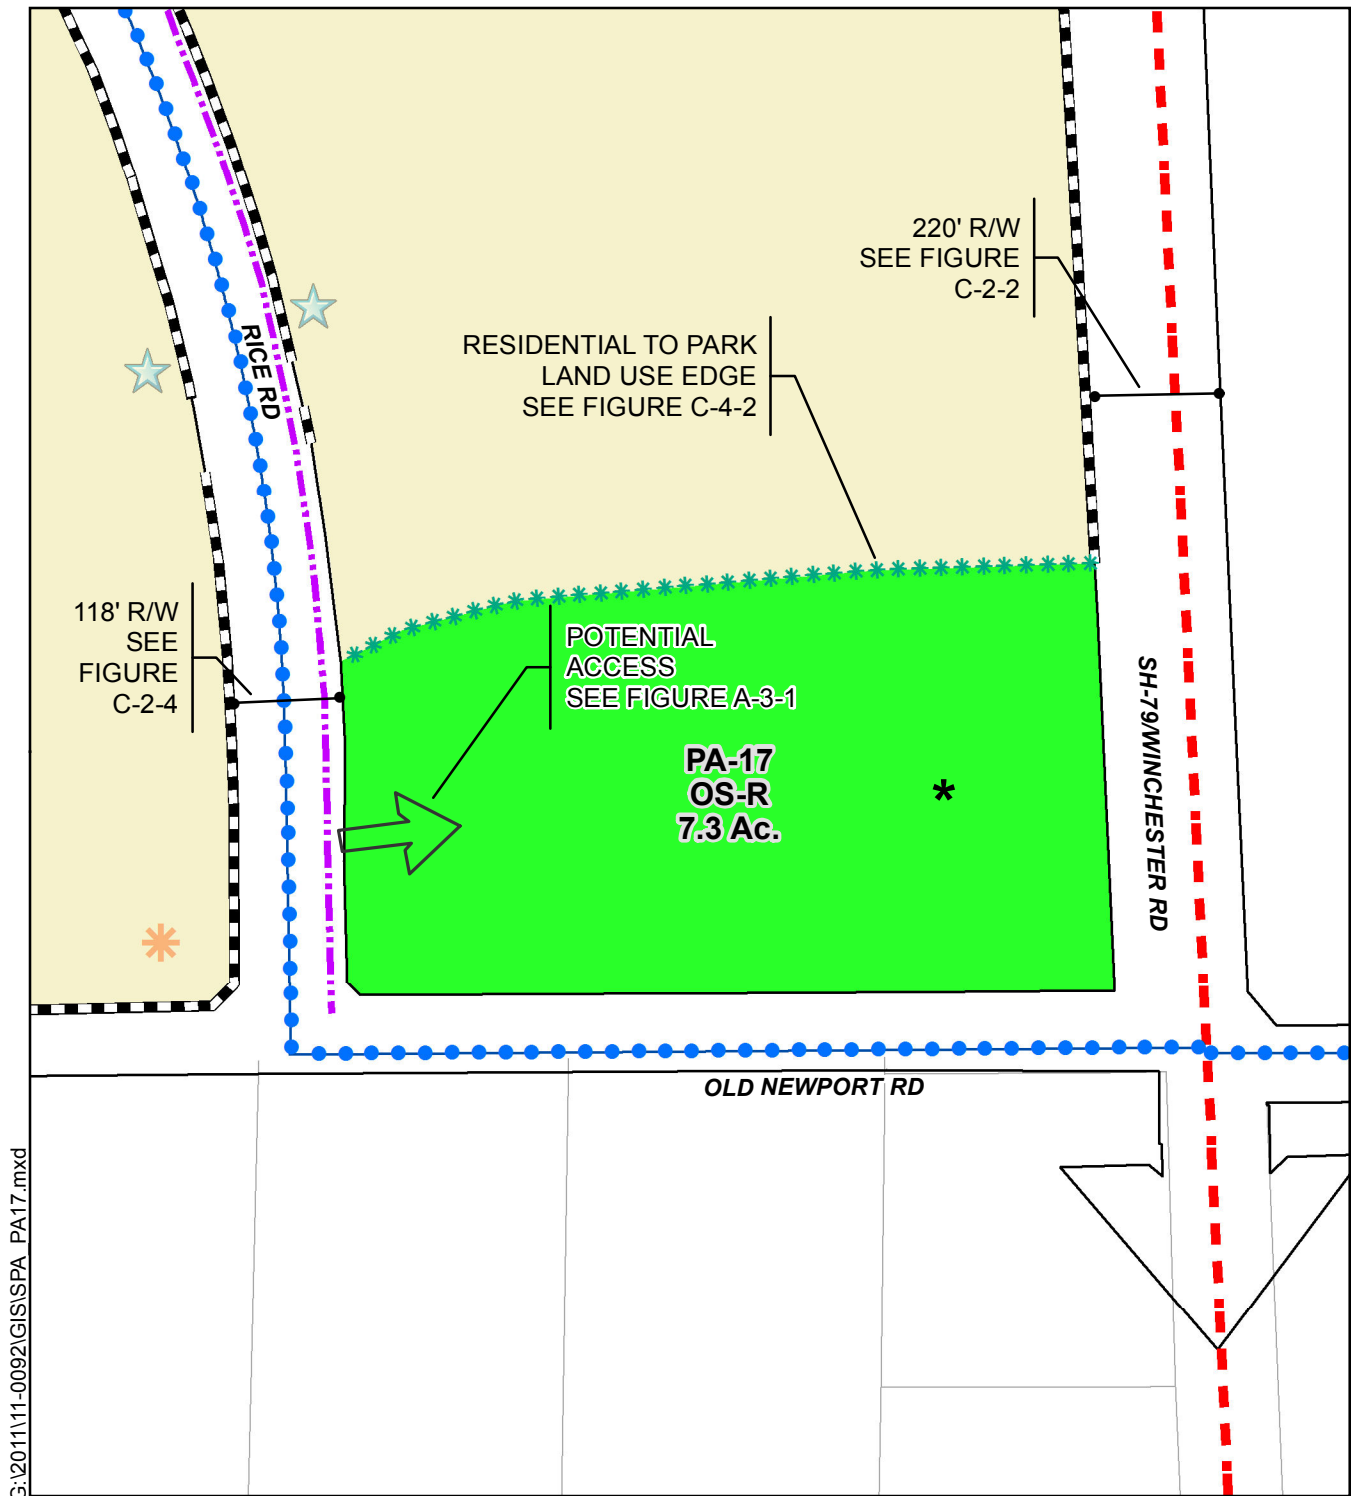 220' R/W
SEE FIGURE
C-2-2
RICE RD
RESIDENTIAL TO PARK
LAND USE EDGE
SEE FIGURE C-4-2
118' R/W
SEE
FIGURE
C-2-4
POTENTIAL
ACCESS
SEE FIGURE A-3-1
PA-17
OS-R
7.3 Ac.
*
SH-79/WINCHESTER RD
OLD NEWPORT RD
G:\2011\11-0092\GIS\SPA_PA17.mxd